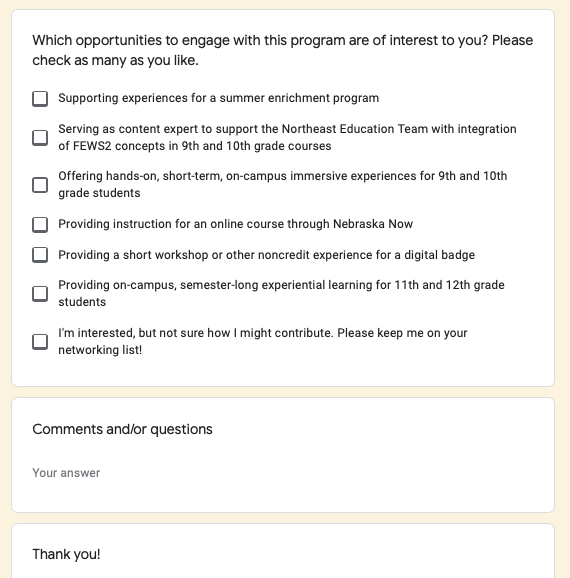 Which opportunities to engage with this program are of interest to you? Please
check as many as you like.
Supporting experiences for a summer enrichment program
Serving as content expert to support the Northeast Education Team with integration
of FEWS2 concepts in 9th and 10th grade courses
Offering hands-on, short-term, on-campus immersive experiences for 9th and 10th
grade students
Providing instruction for an online course through Nebraska Now
Providing a short workshop or other noncredit experience for a digital badge
Providing on-campus, semester-long experiential learning for 11th and 12th grade
students
I'm interested, but not sure how I might contribute. Please keep me on your
networking list!
Comments and/or questions
Your answer
Thank you!